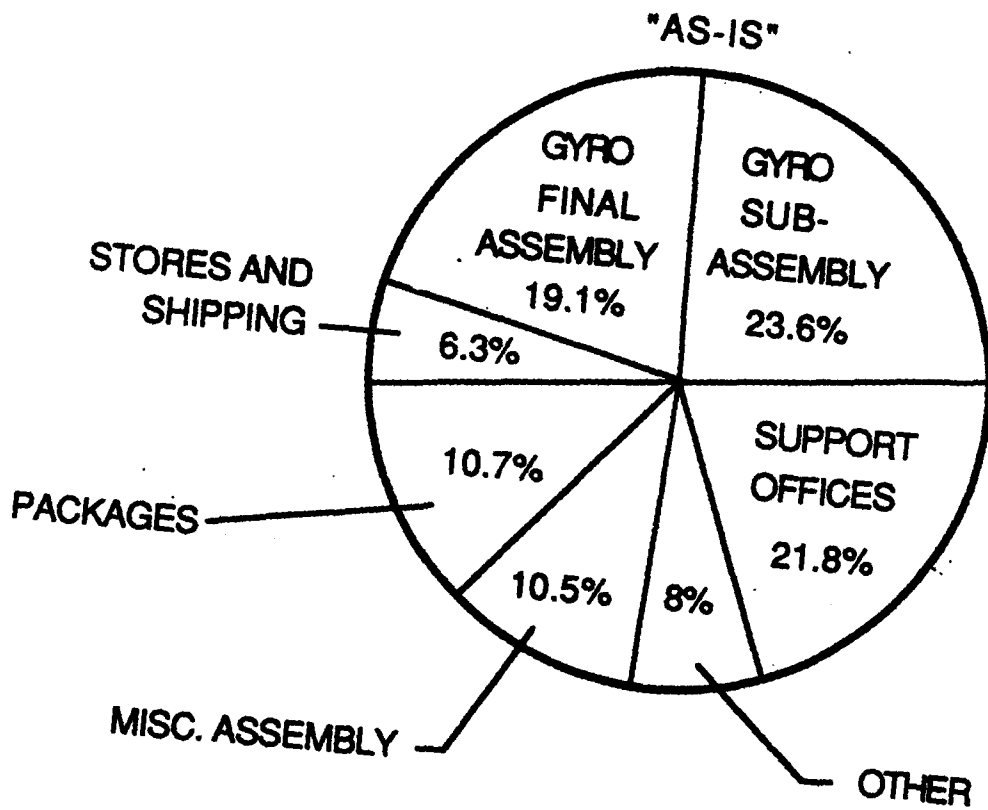 "AS-IS"
GYRO
FINAL
ASSEMBLY
19.1%
GYRO
SUB-
ASSEMBLY
23.6%
STORES AND
SHIPPING
6.3%
SUPPORT
OFFICES
21.8%
10.7%
PACKAGES
10.5%
8%
MISC. ASSEMBLY
OTHER